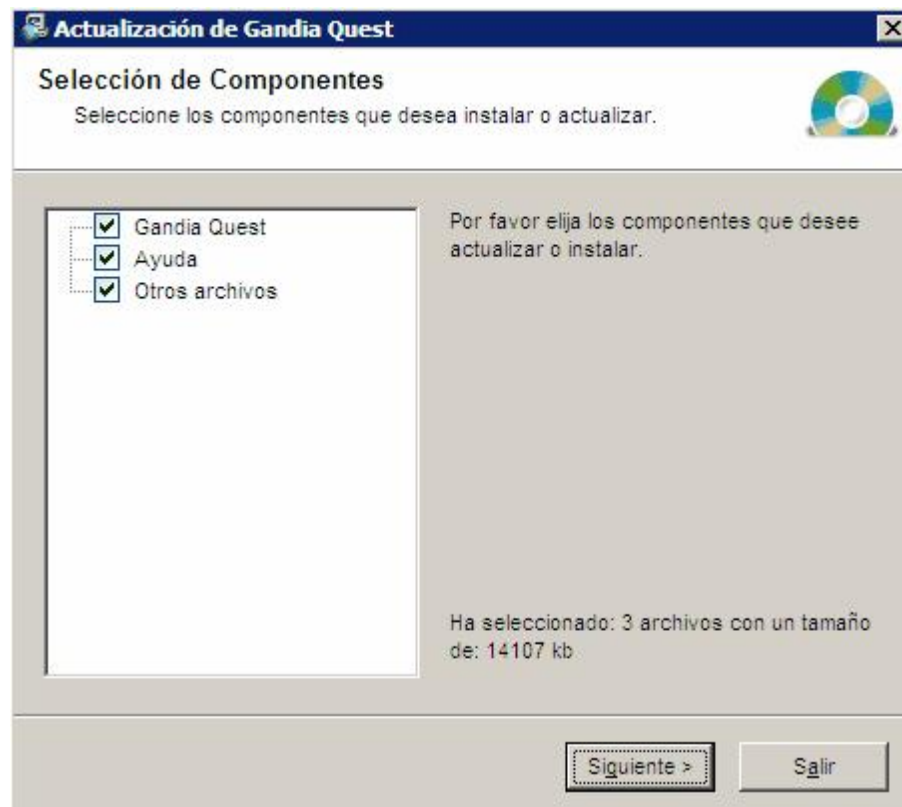 Actualización de Gandia Quest
Selección de Componentes
Seleccione los componentes que desea instalar o actualizar.
Gandia Quest
Ayuda
Otros archivos
Por favor elija los componentes que desee
actualizar o instalar.
Ha seleccionado: 3 archivos con un tamaño
de: 14107 kb
Siguiente >
Salir